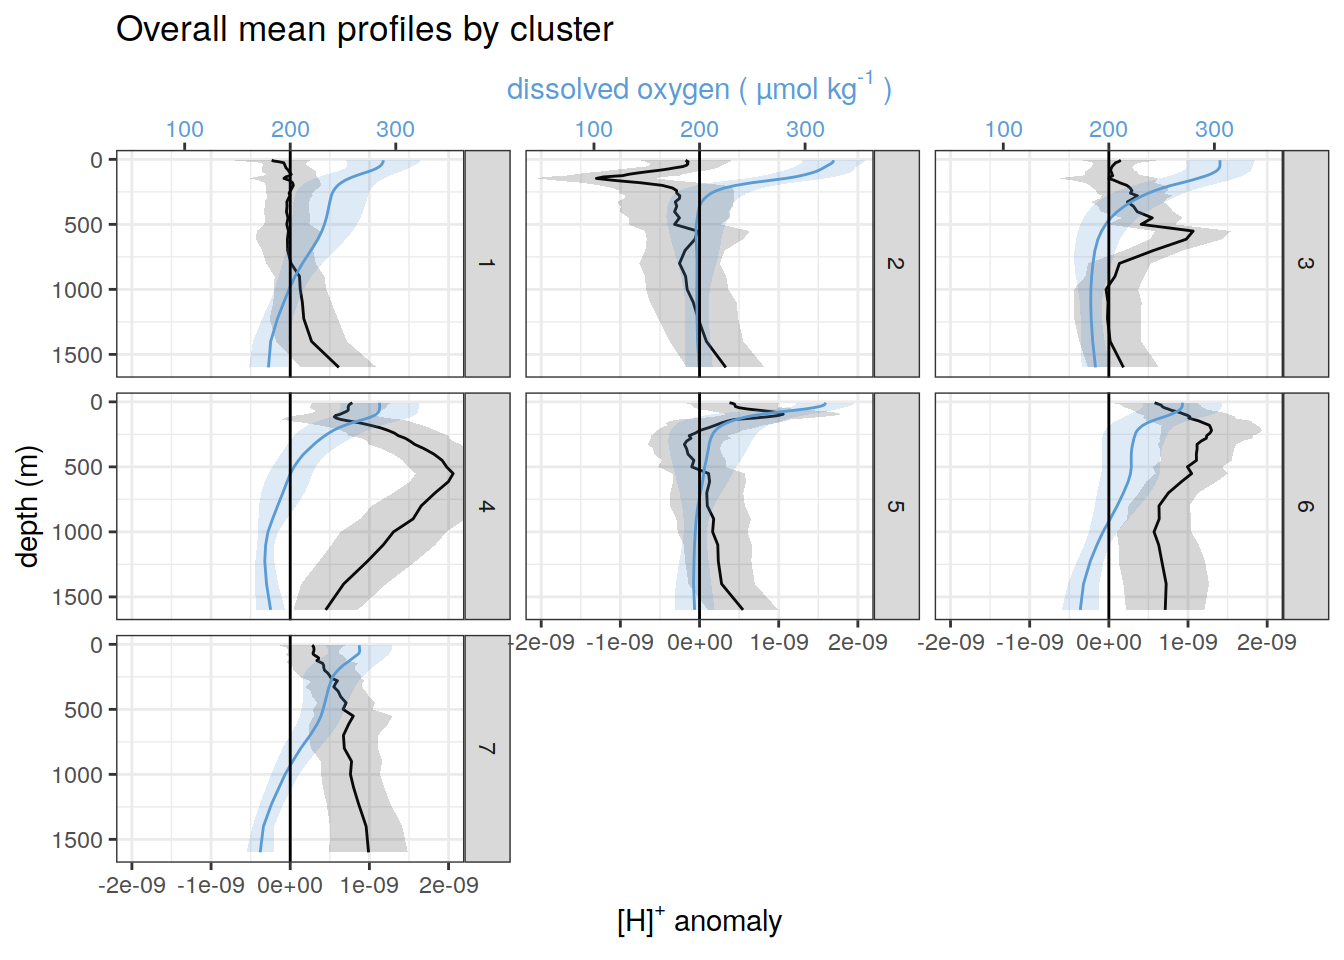 Overall mean profiles by cluster
dissolved oxygen ( µmol kg⁻¹ )
100 200 300 100 200 300 100 200 300
0
500
1000
1500
1
2
3
0
500
1000
1500
4
5
6
-2e-09 -1e-09 0e+00 1e-09 2e-09 -2e-09 -1e-09 0e+00 1e-09 2e-09
0
500
1000
1500
7
-2e-09 -1e-09 0e+00 1e-09 2e-09
depth (m)
[H]⁺ anomaly